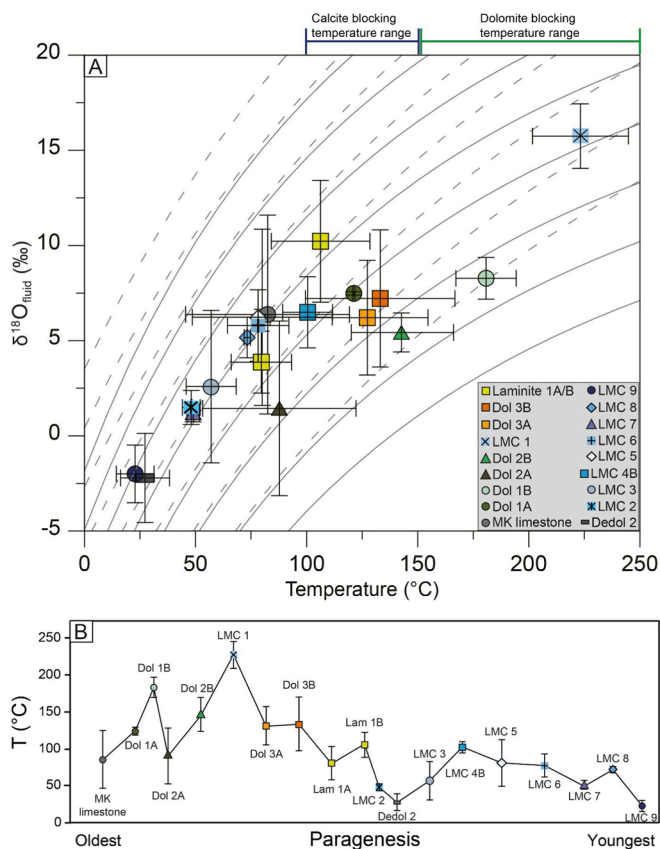 Calcite blocking
temperature range
Dolomite blocking
temperature range
A
20
15
10
5
0
-5
δ18Ofluid (‰)
0
50
100
150
200
250
Temperature (°C)
Laminite 1A/B
Dol 3B
Dol 3A
LMC 1
Dol 2B
Dol 2A
Dol 1B
Dol 1A
MK limestone
LMC 9
LMC 8
LMC 7
LMC 6
LMC 5
LMC 4B
LMC 3
LMC 2
Dedol 2
B
250
200
150
100
50
0
T (°C)
MK
limestone
Dol 1A
Dol 1B
Dol 2A
Dol 2B
LMC 1
Dol 3A
Dol 3B
Lam 1A
Lam 1B
LMC 2
Dedol 2
LMC 3
LMC 4B
LMC 5
LMC 6
LMC 7
LMC 8
LMC 9
Oldest
Paragenesis
Youngest